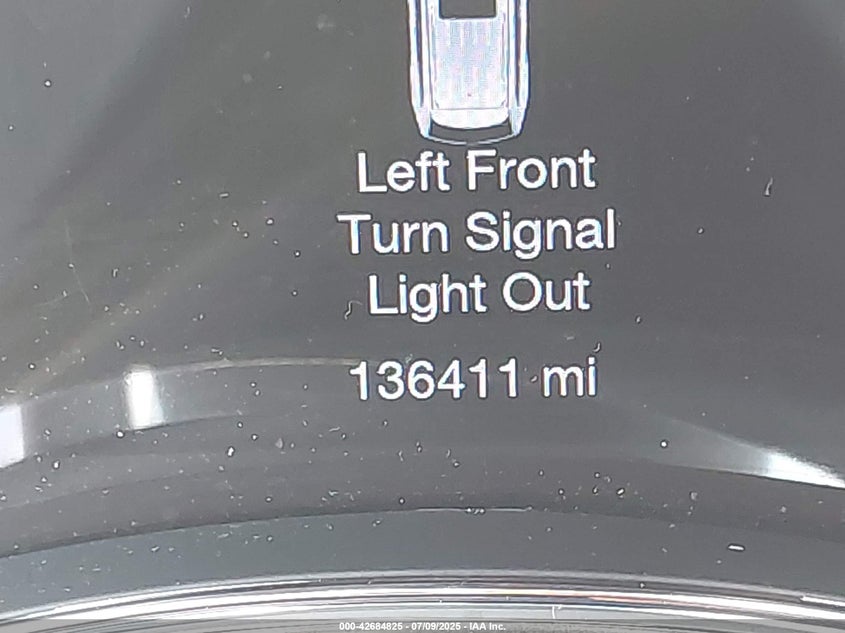 Left Front
Turn Signal
Light Out
136411 mi
000-42684825 - 07/09/2025 - IAA Inc.